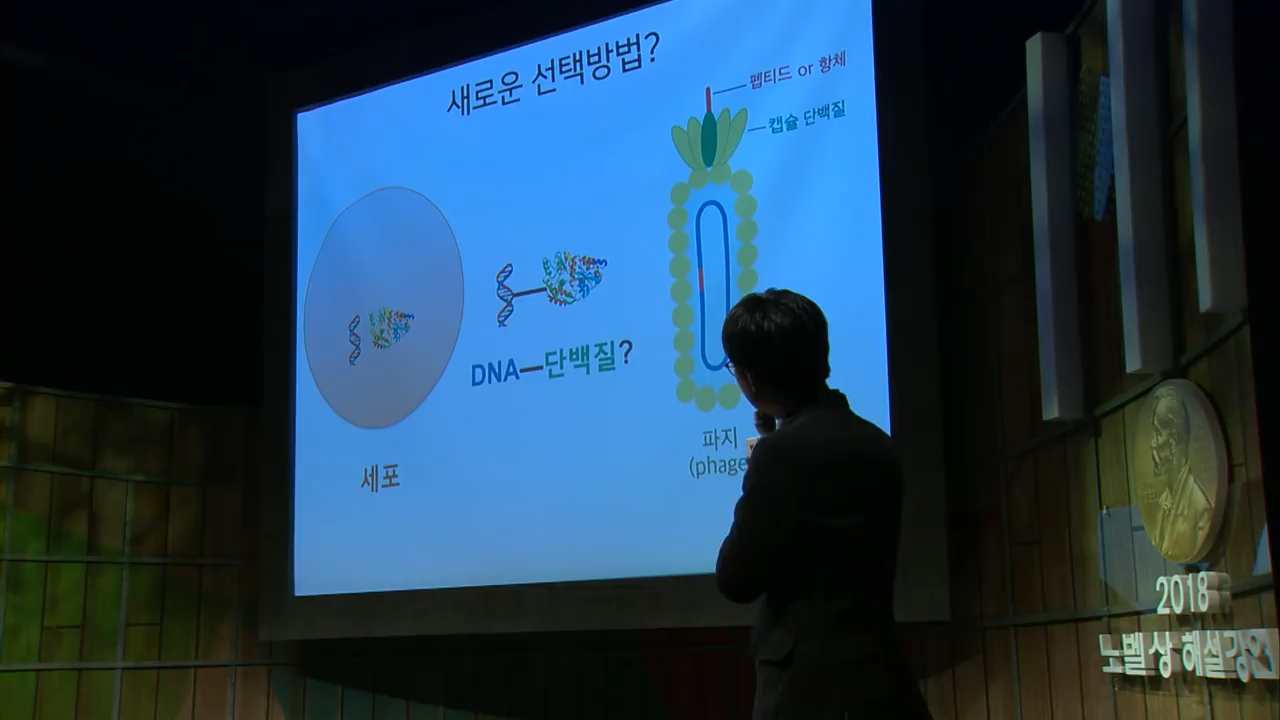 새로운 선택방법?
펩티드 or 항체
캡슐 단백질
DNA—단백질?
세포
파지
(phage
2018
노벨상 해설강연